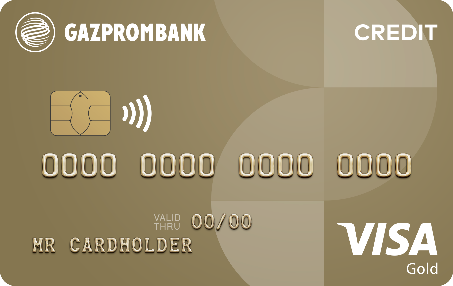 GAZPROMBANK
CREDIT
0000 0000 0000 0000
VALID THRU 00/00
MR CARDHOLDER
VISA
Gold